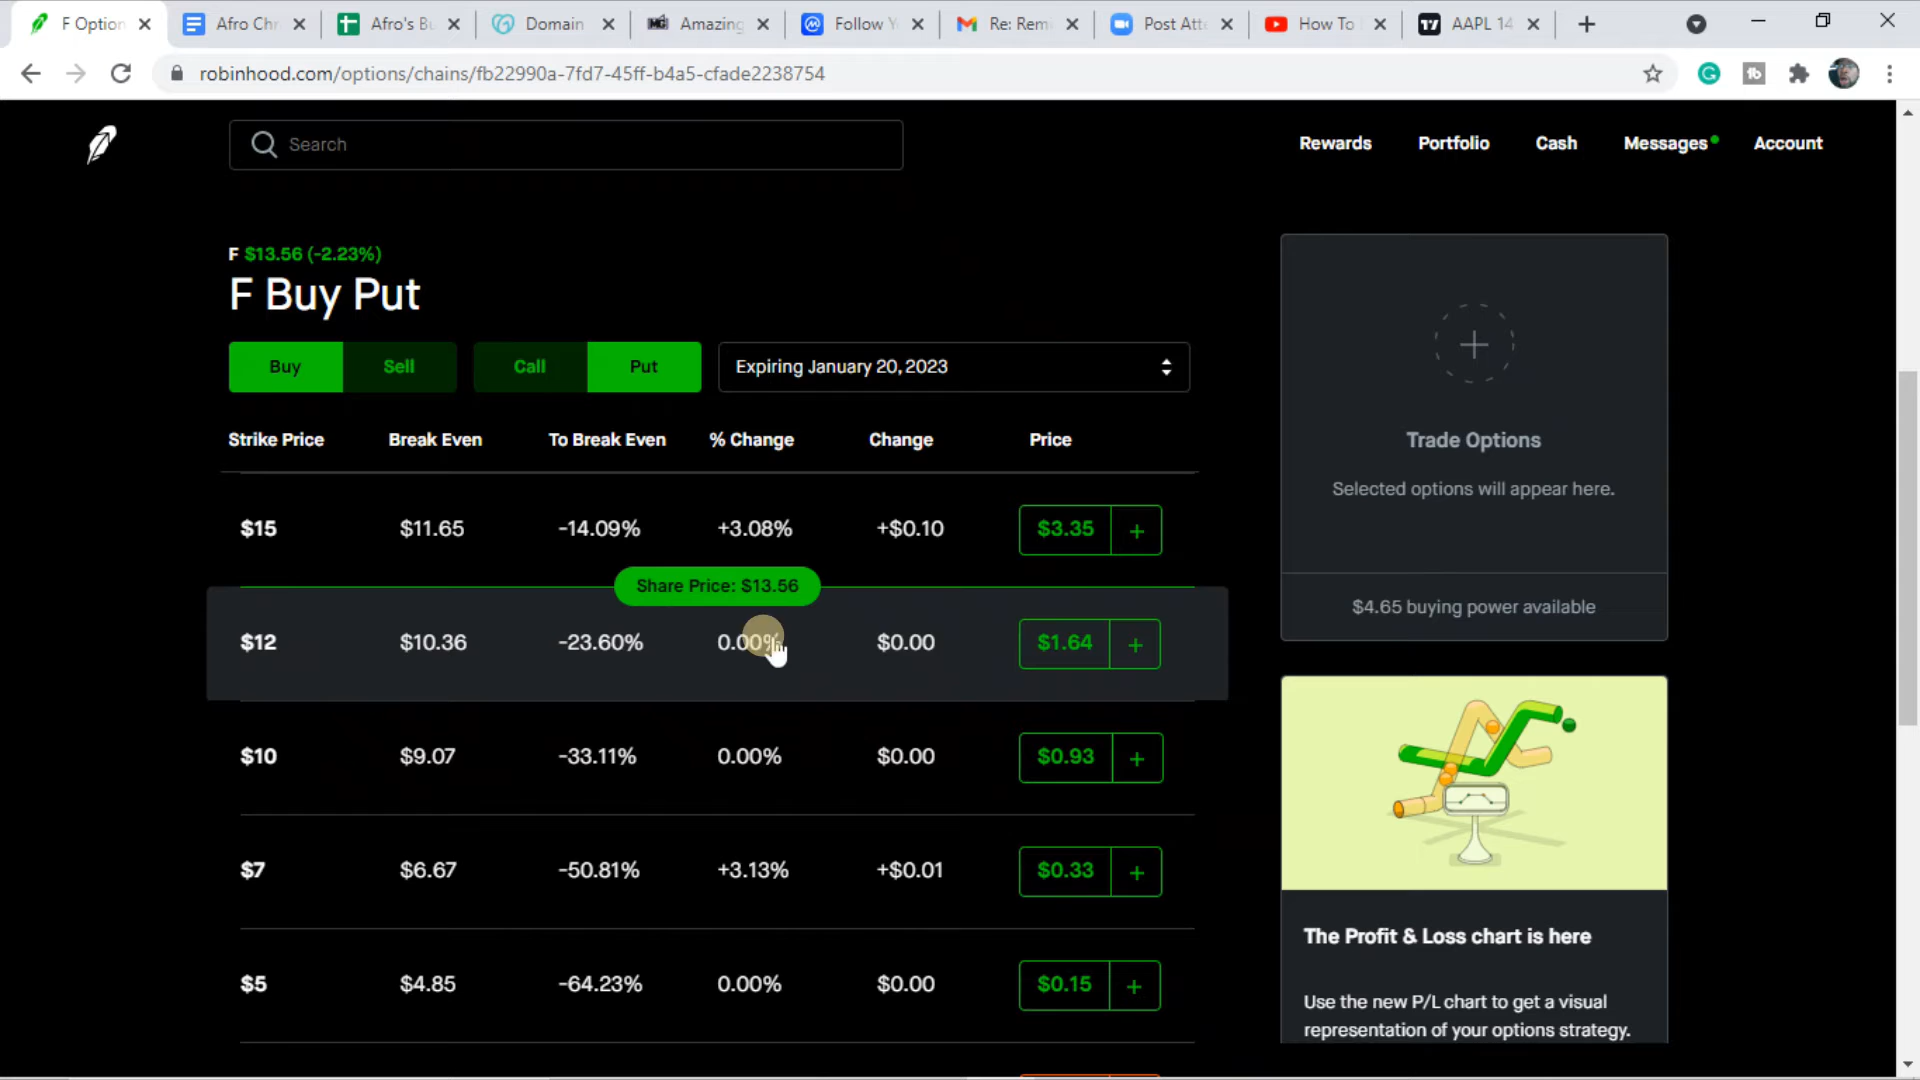 F Option
Afro Chr
Afro's Bu
Domain
Amazing
Follow Y
Re: Rem
Post Atte
How To
AAPL 14
robinhood.com/options/chains/fb22990a-7fd7-45ff-b4a5-cfade2238754
Search
Rewards
Portfolio
Cash
Messages
Account
F $13.56 (-2.23%)
F Buy Put
Buy
Sell
Call
Put
Expiring January 20, 2023
Strike Price
Break Even
To Break Even
% Change
Change
Price
$15
$11.65
-14.09%
+3.08%
+$0.10
$3.35
+
Share Price: $13.56
$12
$10.36
-23.60%
0.00%
$0.00
$1.64
+
$10
$9.07
-33.11%
0.00%
$0.00
$0.93
+
$7
$6.67
-50.81%
+3.13%
+$0.01
$0.33
+
$5
$4.85
-64.23%
0.00%
$0.00
$0.15
+
Trade Options
Selected options will appear here.
$4.65 buying power available
The Profit & Loss chart is here
Use the new P/L chart to get a visual
representation of your options strategy.